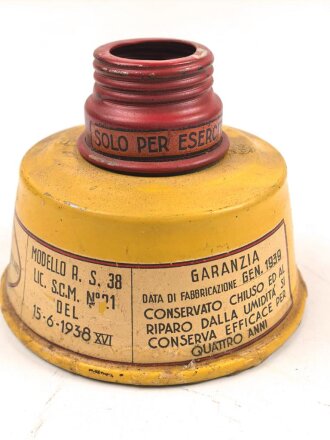 SOLO PER ESERC
MODELLO R. S. 38
LIC. S.C.M. N° 21
DEL
15-6-1938 XVI
GARANZIA
DATA DI FABBRICAZIONE GEN. 1939
CONSERVATO CHIUSO ED AL
RIPARO DALLA UMIDITÀ SI
CONSERVA EFFICACE PER
QUATTRO ANNI